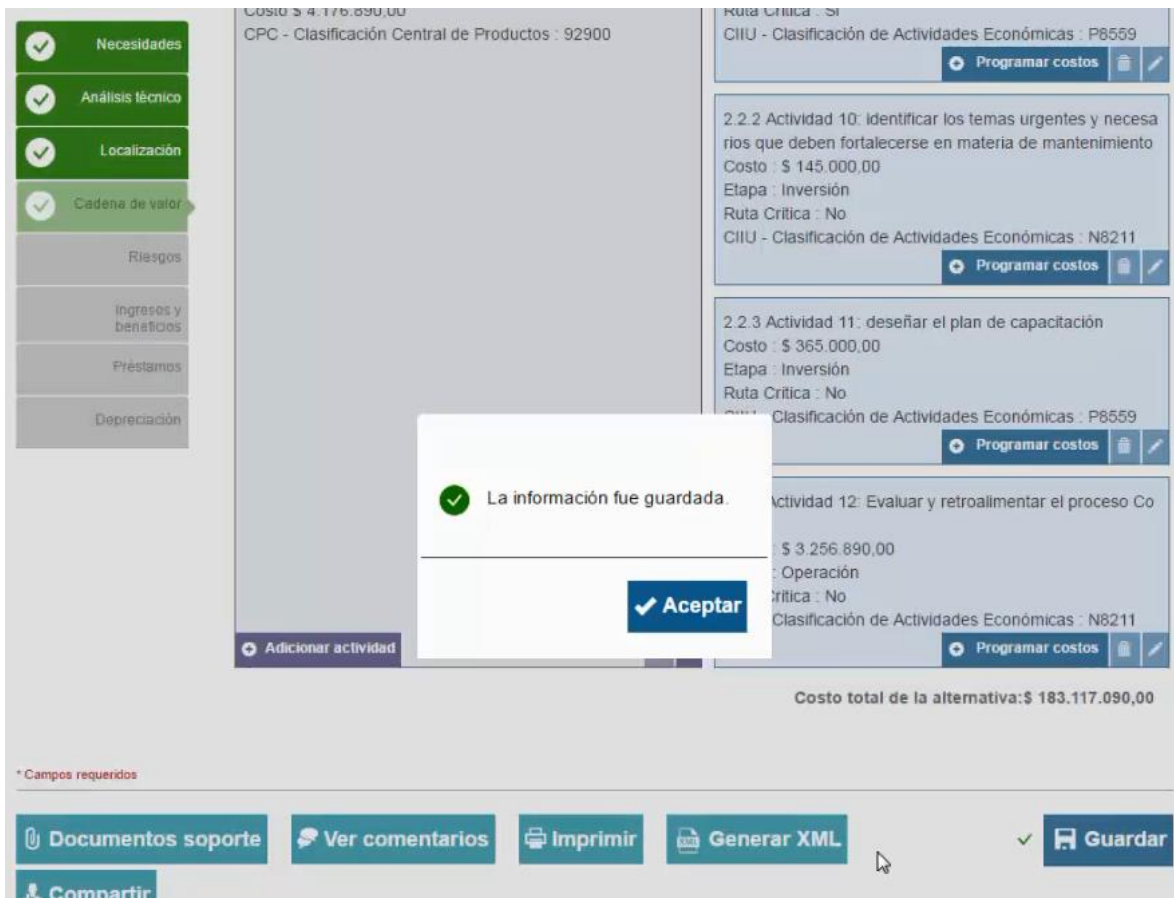 Necesidades
Análisis técnico
Localización
Cadena de valor
Riesgos
Ingresos y
beneficios
Préstamos
Depreciación
Costo $ 4.176.890,00
CPC - Clasificación Central de Productos : 92900
Adicionar actividad
Ruta Crítica : Si
CIIU - Clasificación de Actividades Económicas : P8559
Programar costos
2.2.2 Actividad 10: identificar los temas urgentes y necesa
rios que deben fortalecerse en materia de mantenimiento
Costo : $ 145.000,00
Etapa : Inversión
Ruta Crítica : No
CIIU - Clasificación de Actividades Económicas : N8211
Programar costos
2.2.3 Actividad 11: deseñar el plan de capacitación
Costo : $ 365.000,00
Etapa : Inversión
Ruta Crítica : No
CIIU - Clasificación de Actividades Económicas : P8559
Programar costos
Actividad 12: Evaluar y retroalimentar el proceso Co
: $ 3.256.890,00
: Operación
Crítica : No
Clasificación de Actividades Económicas : N8211
Programar costos
La información fue guardada.
Aceptar
Costo total de la alternativa:$ 183.117.090,00
* Campos requeridos
Documentos soporte
Ver comentarios
Imprimir
Generar XML
Guardar
Compartir